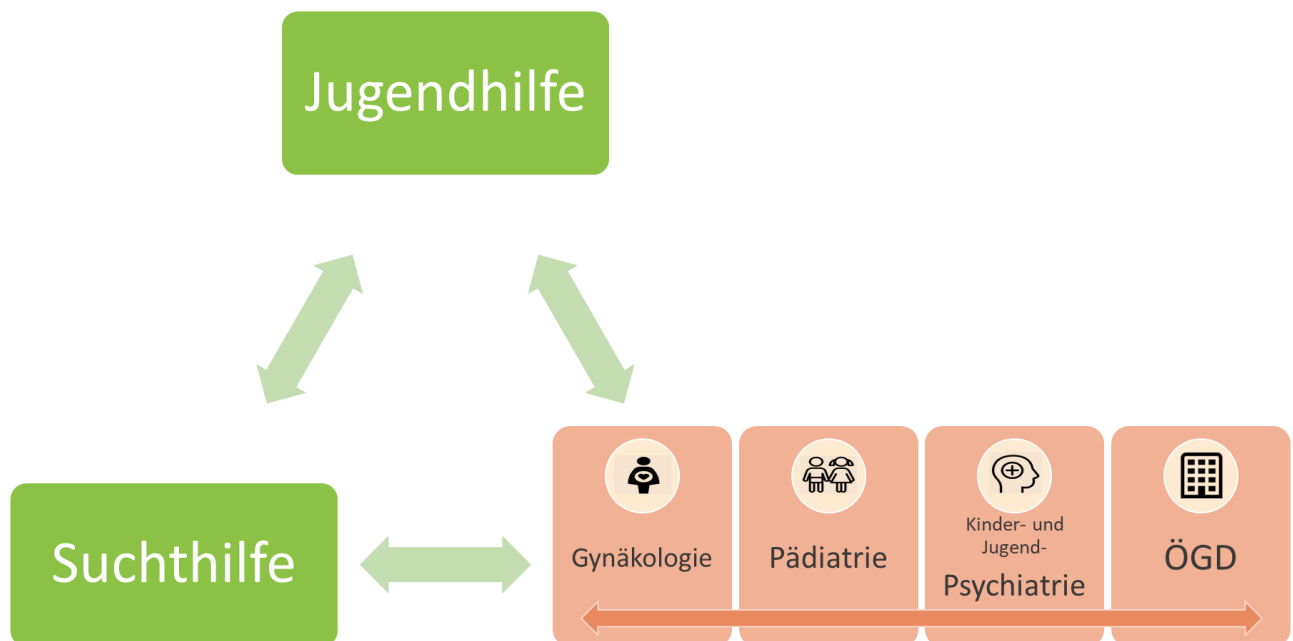 Jugendhilfe
Suchthilfe
Gynäkologie
Pädiatrie
Kinder- und
Jugend-
Psychiatrie
ÖGD